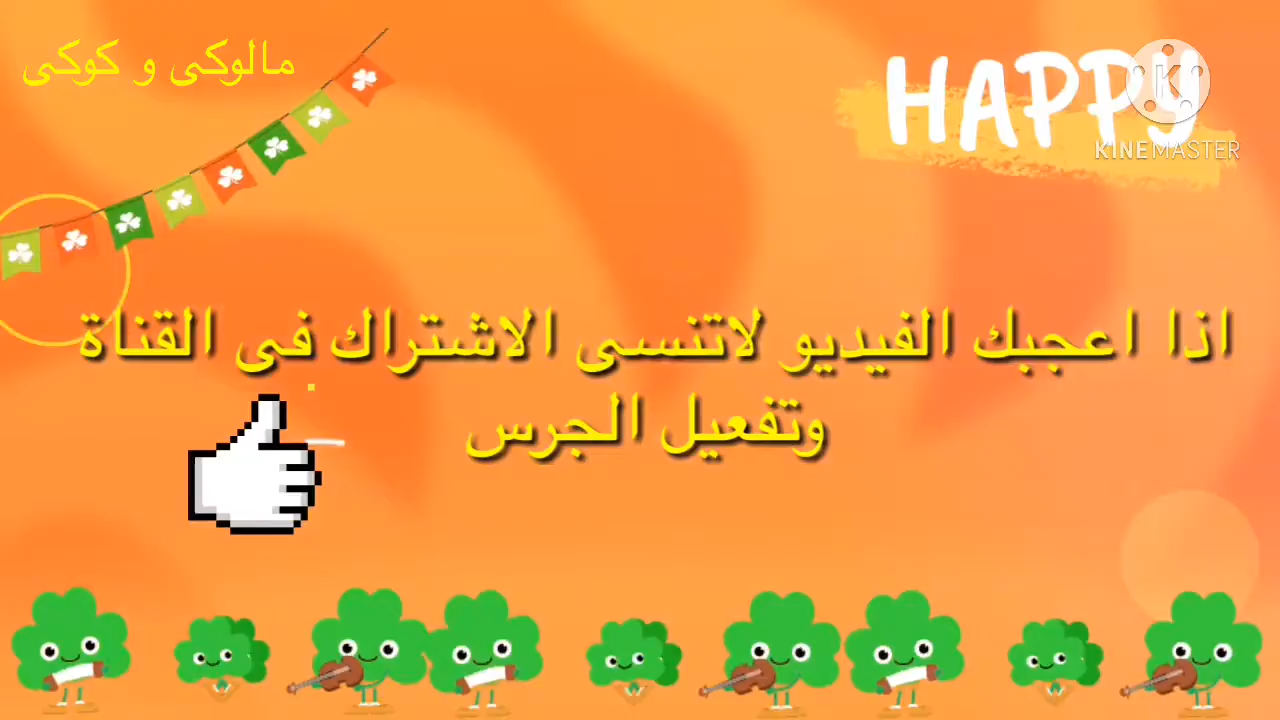 مالوكى و كوكى
HAPPY
K
KINEMASTER
اذا اعجبك الفيديو لاتنسى الاشتراك فى القناة
وتفعيل الجرس